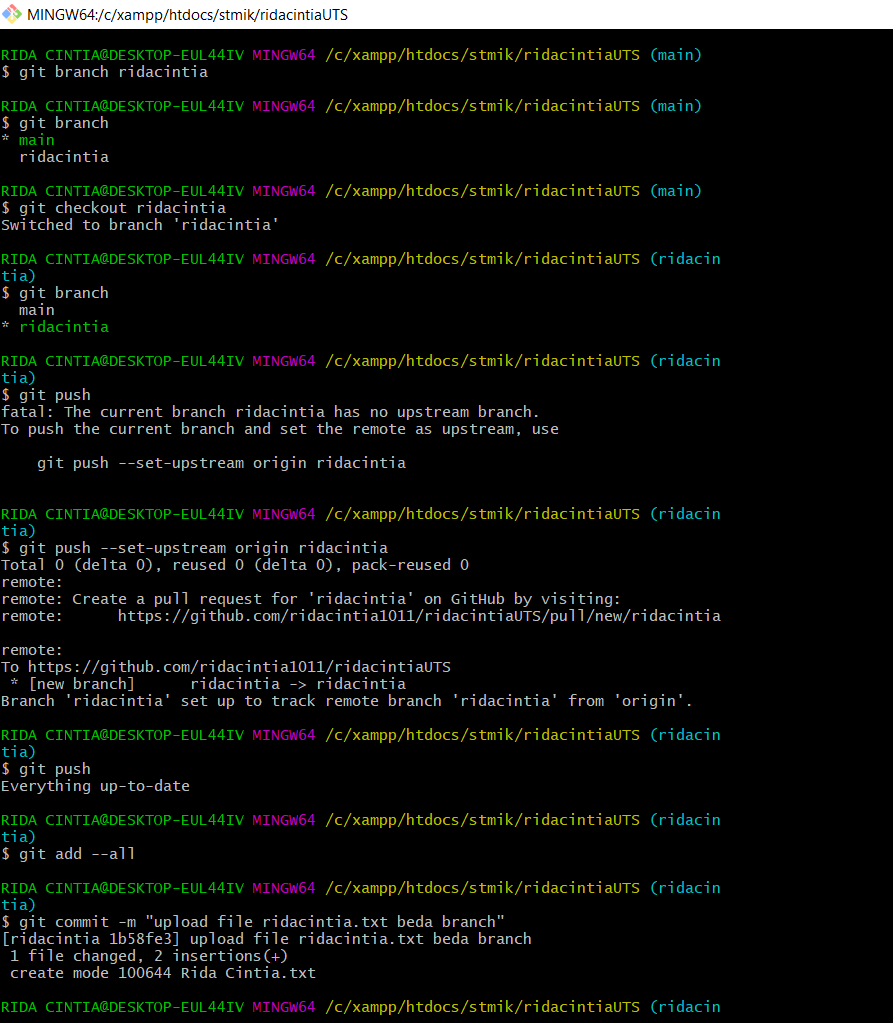 MINGW64:/c/xampp/htdocs/stmik/ridacintiaUTS
RIDA CINTIA@DESKTOP-EUL44IV MINGW64 /c/xampp/htdocs/stmik/ridacintiaUTS (main)
$ git branch ridacintia
RIDA CINTIA@DESKTOP-EUL44IV MINGW64 /c/xampp/htdocs/stmik/ridacintiaUTS (main)
$ git branch
* main
  ridacintia
RIDA CINTIA@DESKTOP-EUL44IV MINGW64 /c/xampp/htdocs/stmik/ridacintiaUTS (main)
$ git checkout ridacintia
Switched to branch 'ridacintia'
RIDA CINTIA@DESKTOP-EUL44IV MINGW64 /c/xampp/htdocs/stmik/ridacintiaUTS (ridacin
tia)
$ git branch
  main
* ridacintia
RIDA CINTIA@DESKTOP-EUL44IV MINGW64 /c/xampp/htdocs/stmik/ridacintiaUTS (ridacin
tia)
$ git push
fatal: The current branch ridacintia has no upstream branch.
To push the current branch and set the remote as upstream, use
    git push --set-upstream origin ridacintia
RIDA CINTIA@DESKTOP-EUL44IV MINGW64 /c/xampp/htdocs/stmik/ridacintiaUTS (ridacin
tia)
$ git push --set-upstream origin ridacintia
Total 0 (delta 0), reused 0 (delta 0), pack-reused 0
remote:
remote: Create a pull request for 'ridacintia' on GitHub by visiting:
remote:      https://github.com/ridacintia1011/ridacintiaUTS/pull/new/ridacintia
remote:
To https://github.com/ridacintia1011/ridacintiaUTS
 * [new branch]      ridacintia -> ridacintia
Branch 'ridacintia' set up to track remote branch 'ridacintia' from 'origin'.
RIDA CINTIA@DESKTOP-EUL44IV MINGW64 /c/xampp/htdocs/stmik/ridacintiaUTS (ridacin
tia)
$ git push
Everything up-to-date
RIDA CINTIA@DESKTOP-EUL44IV MINGW64 /c/xampp/htdocs/stmik/ridacintiaUTS (ridacin
tia)
$ git add --all
RIDA CINTIA@DESKTOP-EUL44IV MINGW64 /c/xampp/htdocs/stmik/ridacintiaUTS (ridacin
tia)
$ git commit -m "upload file ridacintia.txt beda branch"
[ridacintia 1b58fe3] upload file ridacintia.txt beda branch
 1 file changed, 2 insertions(+)
 create mode 100644 Rida Cintia.txt
RIDA CINTIA@DESKTOP-EUL44IV MINGW64 /c/xampp/htdocs/stmik/ridacintiaUTS (ridacin